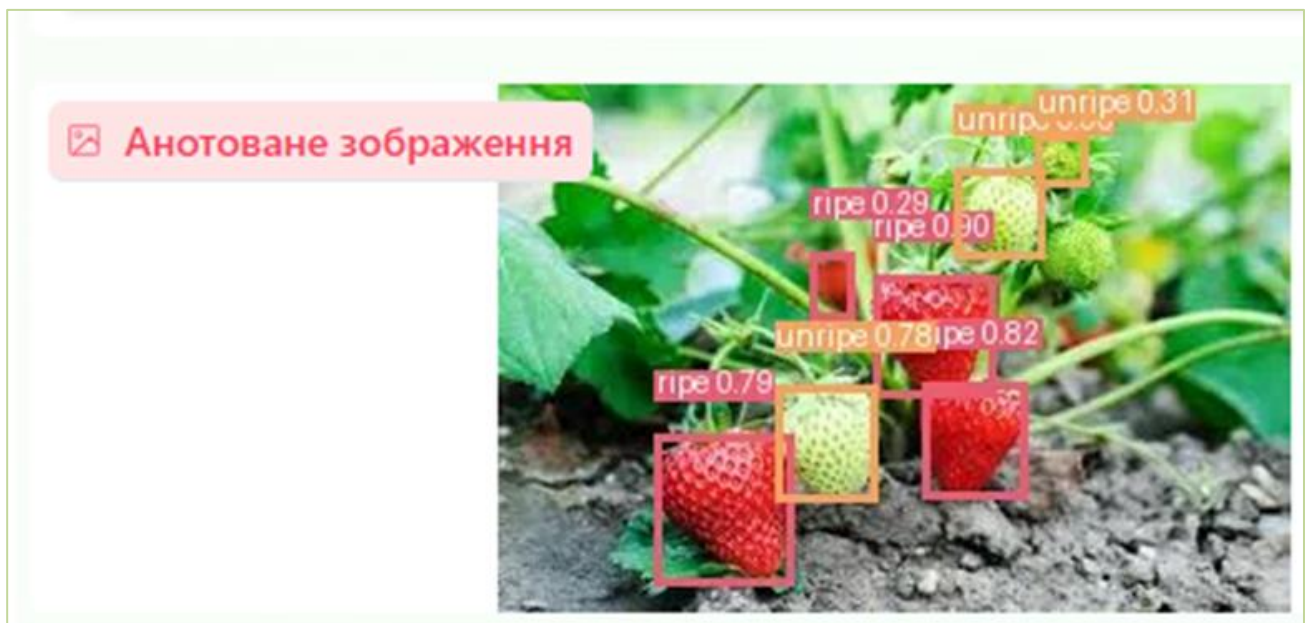 Анотоване зображення
unripe 0.31
ripe 0.29
ripe 0.90
unripe 0.78
ipe 0.82
ripe 0.79